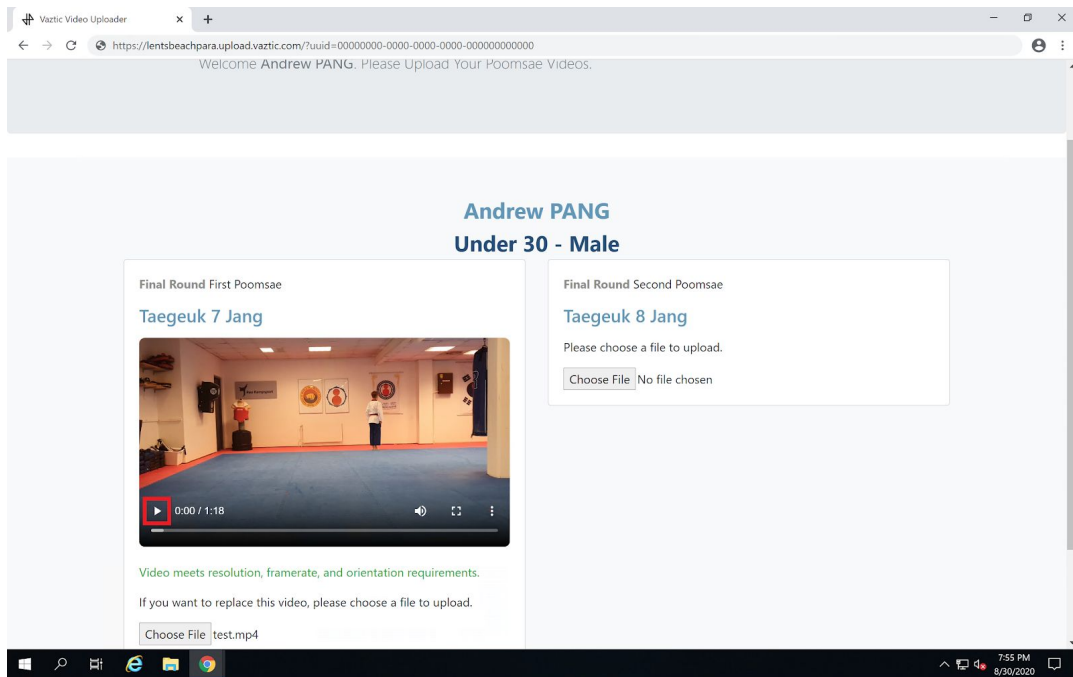 Vaztic Video Uploader
https://lentsbeachpara.upload.vaztic.com/?uuid=00000000-0000-0000-0000-000000000000
Welcome Andrew PANG. Please Upload Your Poomsae Videos.
Andrew PANG
Under 30 - Male
Final Round First Poomsae
Taegeuk 7 Jang
0:00 / 1:18
Video meets resolution, framerate, and orientation requirements.
If you want to replace this video, please choose a file to upload.
Choose File test.mp4
Final Round Second Poomsae
Taegeuk 8 Jang
Please choose a file to upload.
Choose File No file chosen
7:55 PM
8/30/2020